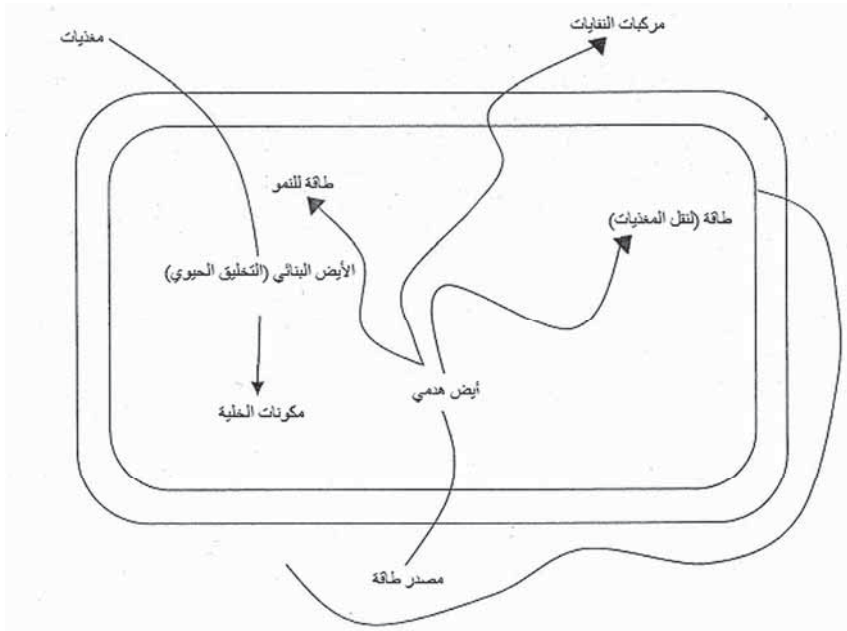 مركبات النفايات
مغذيات
طاقة للنمو
طاقة (لنقل المغذيات)
الأيض البنائي (التخليق الحيوي)
أيض هدمي
مكونات الخلية
مصدر طاقة